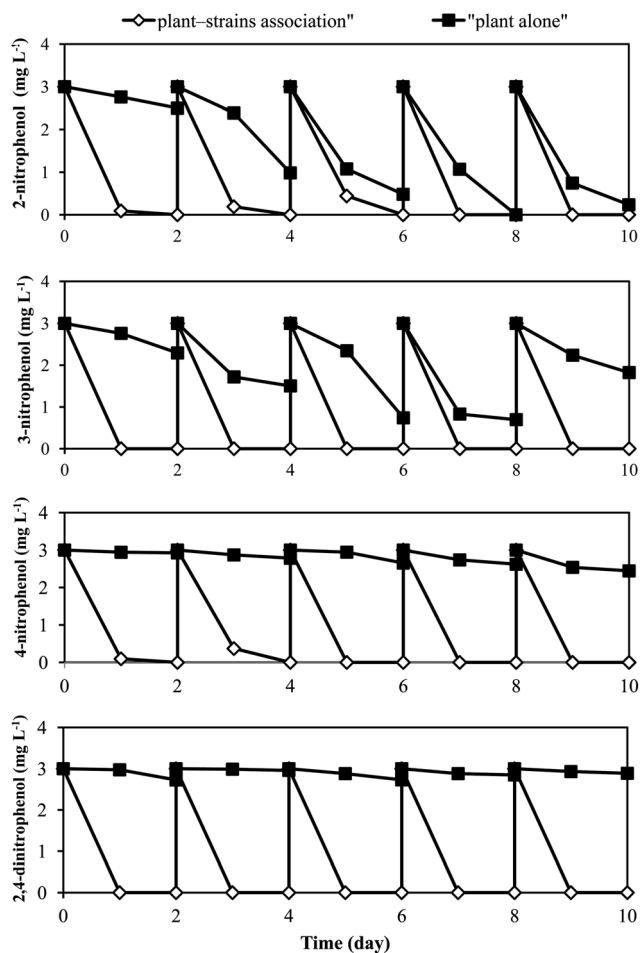 plant–strains association" "plant alone"
2-nitrophenol (mg L-1)
4
3
2
1
0
0 2 4 6 8 10
3-nitrophenol (mg L-1)
4
3
2
1
0
0 2 4 6 8 10
4-nitrophenol (mg L-1)
4
3
2
1
0
0 2 4 6 8 10
2,4-dinitrophenol (mg L-1)
4
3
2
1
0
0 2 4 6 8 10
Time (day)